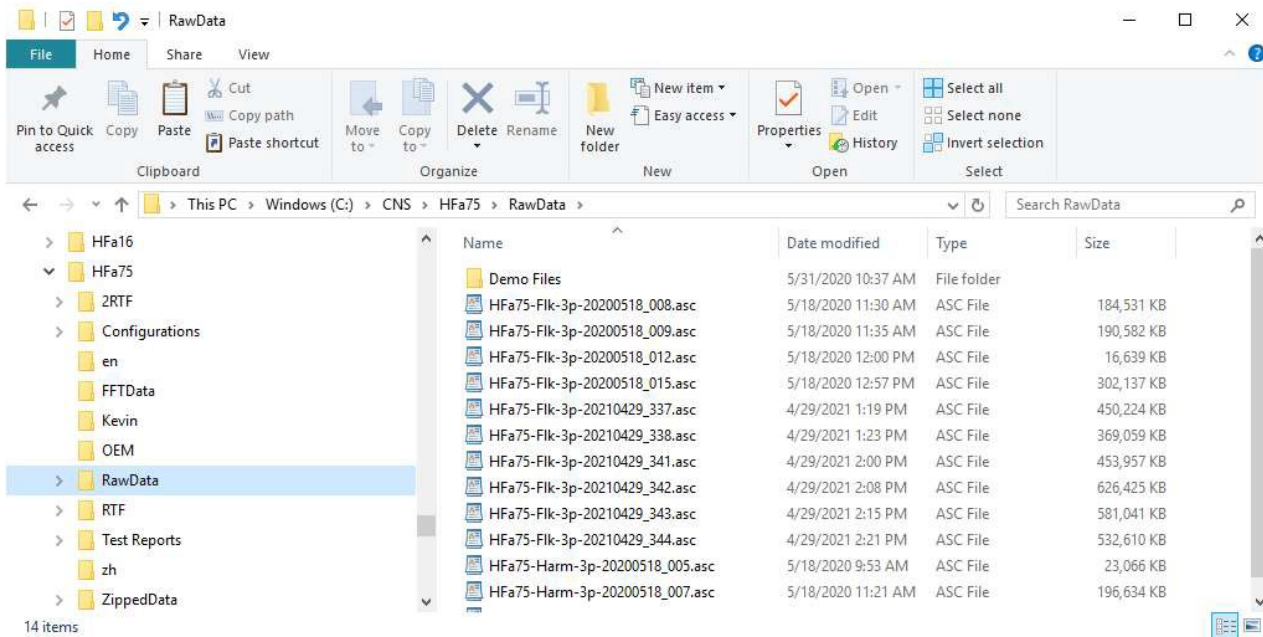 RawData
File Home Share View
Pin to Quick access
Copy
Paste
Cut
Copy path
Paste shortcut
Clipboard
Move to
Copy to
Delete
Rename
Organize
New folder
New item
Easy access
New
Properties
Open
Edit
History
Open
Select all
Select none
Invert selection
Select
This PC > Windows (C:) > CNS > HFa75 > RawData >
Search RawData
HFa16
HFa75
2RTF
Configurations
en
FFTData
Kevin
OEM
RawData
RTF
Test Reports
zh
ZippedData
Name Date modified Type Size
Demo Files 5/31/2020 10:37 AM File folder
HFa75-Flk-3p-20200518_008.asc 5/18/2020 11:30 AM ASC File 184,531 KB
HFa75-Flk-3p-20200518_009.asc 5/18/2020 11:35 AM ASC File 190,582 KB
HFa75-Flk-3p-20200518_012.asc 5/18/2020 12:00 PM ASC File 16,639 KB
HFa75-Flk-3p-20200518_015.asc 5/18/2020 12:57 PM ASC File 302,137 KB
HFa75-Flk-3p-20210429_337.asc 4/29/2021 1:19 PM ASC File 450,224 KB
HFa75-Flk-3p-20210429_338.asc 4/29/2021 1:23 PM ASC File 369,059 KB
HFa75-Flk-3p-20210429_341.asc 4/29/2021 2:00 PM ASC File 453,957 KB
HFa75-Flk-3p-20210429_342.asc 4/29/2021 2:08 PM ASC File 626,425 KB
HFa75-Flk-3p-20210429_343.asc 4/29/2021 2:15 PM ASC File 581,041 KB
HFa75-Flk-3p-20210429_344.asc 4/29/2021 2:21 PM ASC File 532,610 KB
HFa75-Harm-3p-20200518_005.asc 5/18/2020 9:53 AM ASC File 23,066 KB
HFa75-Harm-3p-20200518_007.asc 5/18/2020 11:21 AM ASC File 196,634 KB
14 items